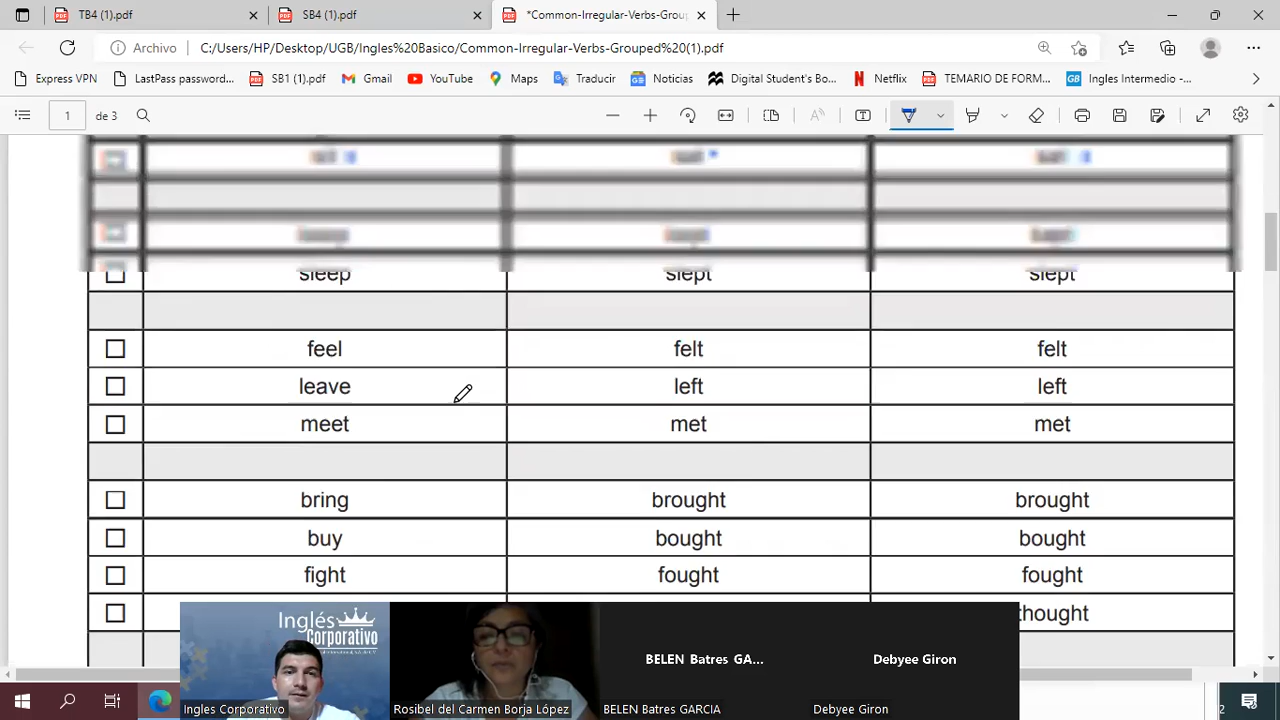 TB4 (1).pdf
SB4 (1).pdf
*Common-Irregular-Verbs-Grou
Archivo
C:/Users/HP/Desktop/UGB/Ingles%20Basico/Common-Irregular-Verbs-Grouped%20(1).pdf
Express VPN
LastPass password...
SB1 (1).pdf
Gmail
YouTube
Maps
Traducir
Noticias
Digital Student's Bo...
Netflix
TEMARIO DE FORM...
Ingles Intermedio -...
1 de 3
sleep slept slept
feel felt felt
leave left left
meet met met
bring brought brought
buy bought bought
fight fought fought
thought
Inglés
Corporativo
BELEN Batres GA...
Debyee Giron
Ingles Corporativo
Rosibel del Carmen Borja López
BELEN Batres GARCIA
Debyee Giron
2